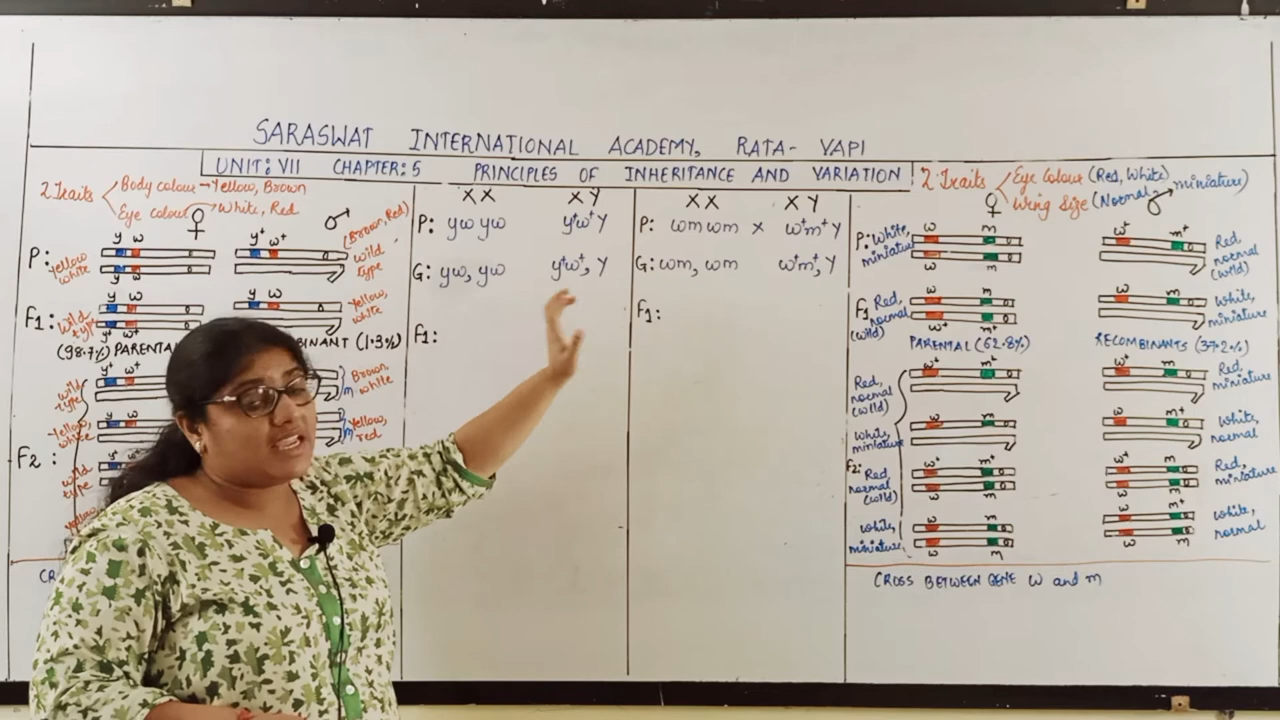 SARASWAT INTERNATIONAL ACADEMY, RATA- VAPI
UNIT: VII CHAPTER: 5 PRINCIPLES OF INHERITANCE AND VARIATION
2 Traits
Body colour → Yellow, Brown
Eye colour → White, Red
♀ ♂
(Brown, Red)
wild type
P:
Yellow white
y w
y+ w+
F1:
Wild type
y w
y+ w+
y w
Yellow, white
(98.7%) PARENTAL
BINANT (1.3%)
F2:
wild type
y+ w+
Brown, white
Yellow, white
y w
Yellow, red
wild type
XX XY
P: yw yw y+w+ Y
G: yw, yw y+w+, Y
F1:
XX XY
P: wm wm × w+m+ Y
G: wm, wm w+m+, Y
F1:
2 Traits
Eye Colour (Red, White)
Wing Size (Normal, miniature)
♀ ♂
P: White, miniature
w m
w m
w+ m+
Red, normal (wild)
F1 Red, normal (wild)
w m
w+ m+
w m
White, miniature
PARENTAL (62.8%) RECOMBINANTS (37.2%)
Red, normal (wild)
w+ m+
w+ m
Red, miniature
white, miniature
w m
w m+
white, normal
F2:
Red, normal (wild)
w+ m+
w m
w+ m
w m
Red, miniature
white, miniature
w m
w m
w m+
w m
white, normal
CROSS BETWEEN GENE W and m